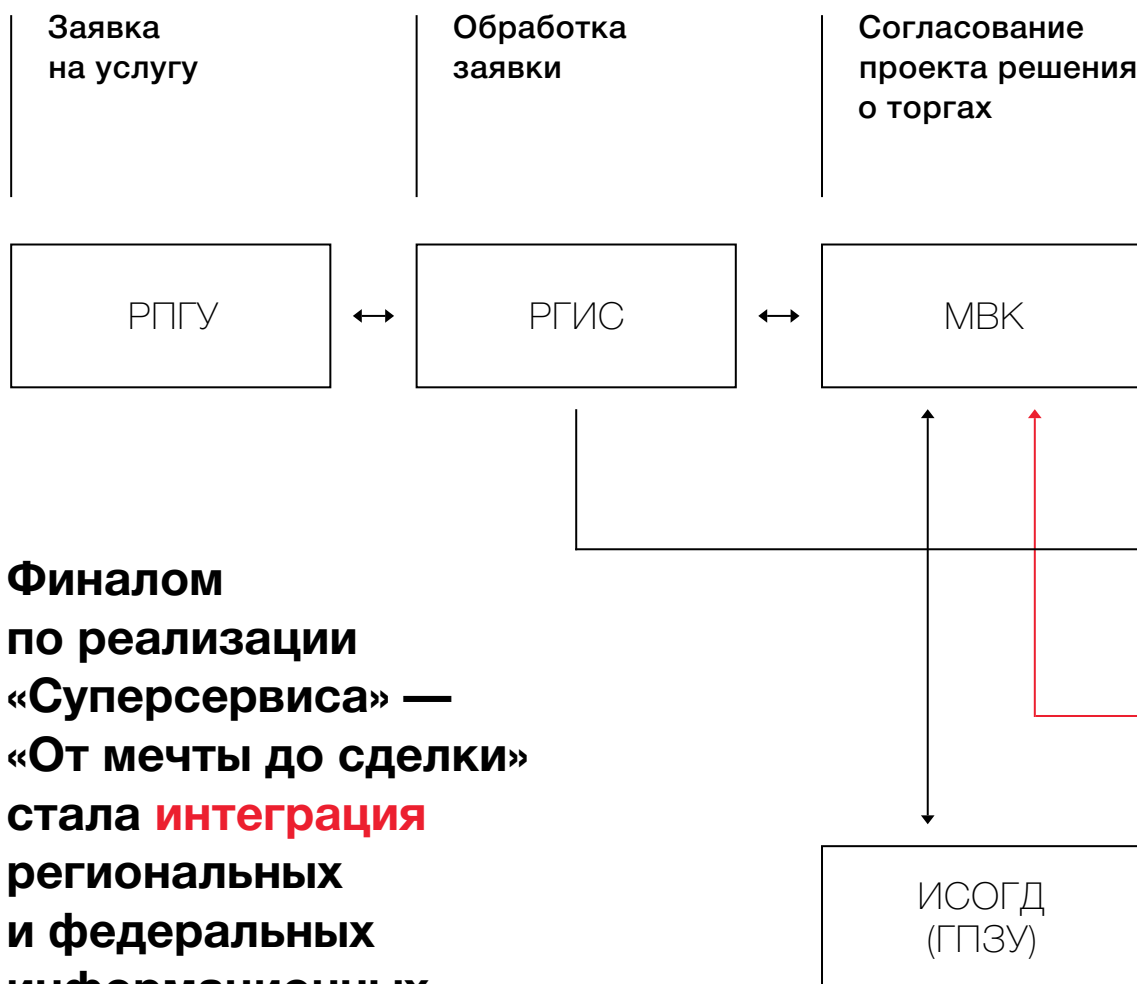 Заявка
на услугу
Обработка
заявки
Согласование
проекта решения
о торгах
РПГУ
РГИС
МВК
Финалом
по реализации
«Суперсервиса» —
«От мечты до сделки»
стала интеграция
региональных
и федеральных
информационных
ИСОГД
(ГПЗУ)